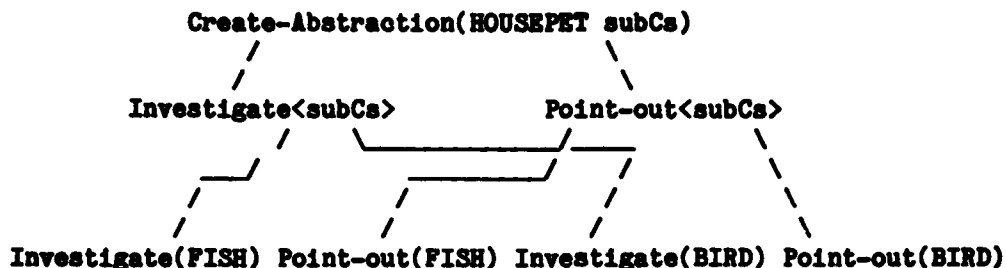 Create-Abstraction(HOUSEPET subCs)
Investigate<subCs> Point-out<subCs>
Investigate(FISH) Point-out(FISH) Investigate(BIRD) Point-out(BIRD)